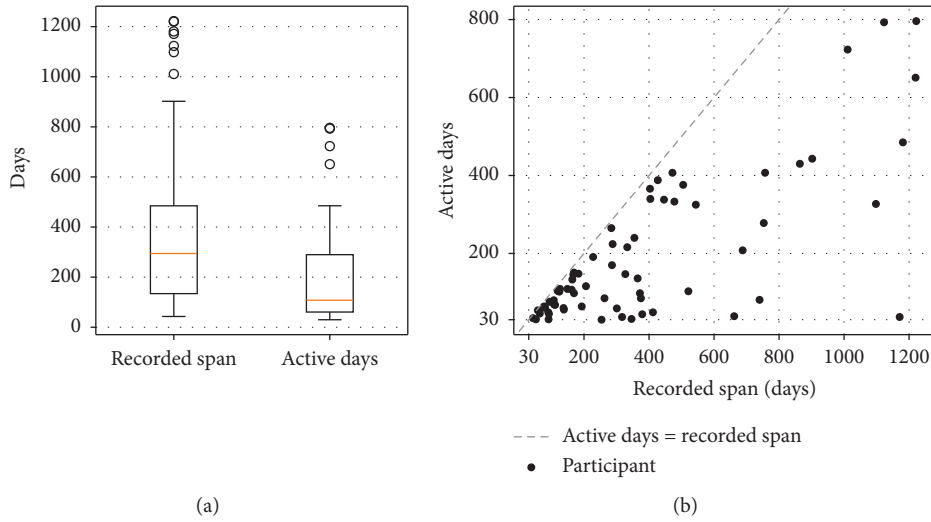 Days
1200
1000
800
600
400
200
0
Recorded span
Active days
(a)
Active days
800
600
400
200
30
30
200
400
600
800
1000
1200
Recorded span (days)
Active days = recorded span
Participant
(b)